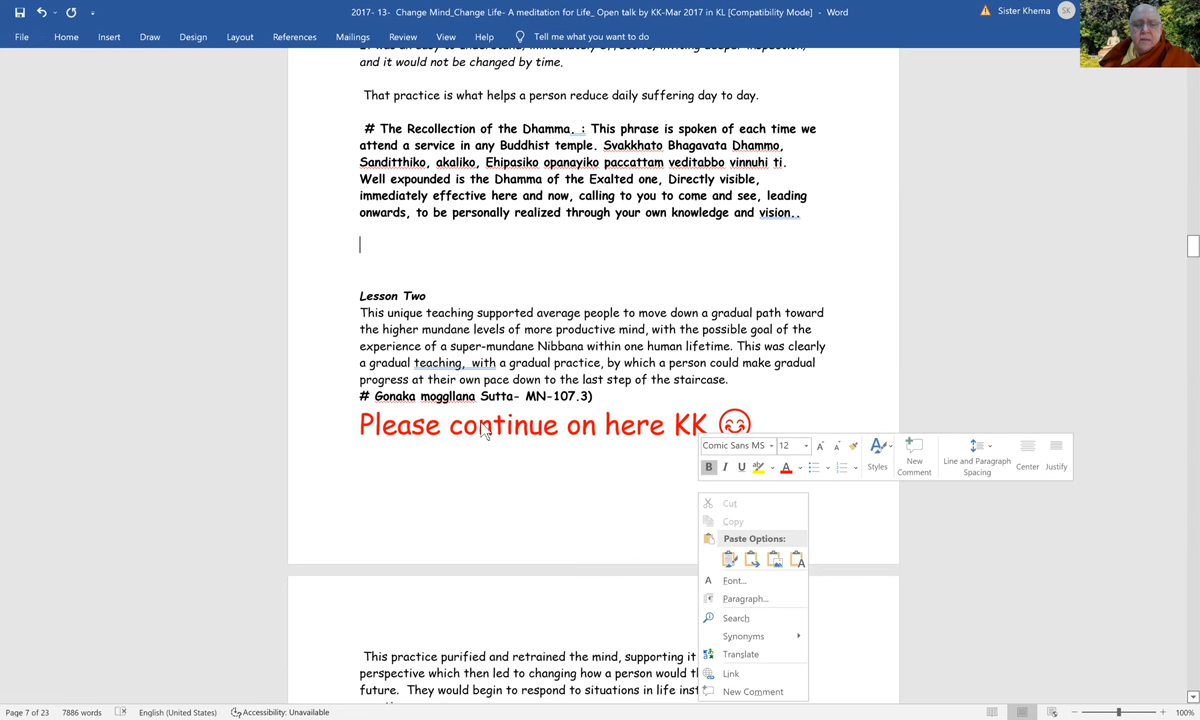 2017- 13-  Change Mind_Change Life- A meditation for Life_ Open talk by KK-Mar 2017 in KL [Compatibility Mode]  -  Word
Sister Khema
SK
File Home Insert Draw Design Layout References Mailings Review View Help Tell me what you want to do
and it would not be changed by time.
That practice is what helps a person reduce daily suffering day to day.
# The Recollection of the Dhamma. : This phrase is spoken of each time we
attend a service in any Buddhist temple. Svakkhato Bhagavata Dhammo,
Sanditthiko, akaliko, Ehipasiko opanayiko paccattam veditabbo vinnuhi ti.
Well expounded is the Dhamma of the Exalted one, Directly visible,
immediately effective here and now, calling to you to come and see, leading
onwards, to be personally realized through your own knowledge and vision..
Lesson Two
This unique teaching supported average people to move down a gradual path toward
the higher mundane levels of more productive mind, with the possible goal of the
experience of a super-mundane Nibbana within one human lifetime. This was clearly
a gradual teaching, with a gradual practice, by which a person could make gradual
progress at their own pace down to the last step of the staircase.
# Gonaka moggllana Sutta- MN-107.3)
Please continue on here KK 😊
Comic Sans MS 12 A A A Styles New Comment Line and Paragraph Spacing Center Justify
B I U ab A
Cut
Copy
Paste Options:
A Font...
Paragraph...
Search
Synonyms
Translate
Link
New Comment
This practice purified and retrained the mind, supporting it
perspective which then led to changing how a person would
future.  They would begin to respond to situations in life
Page 7 of 23 7886 words English (United States) Accessibility: Unavailable 100%